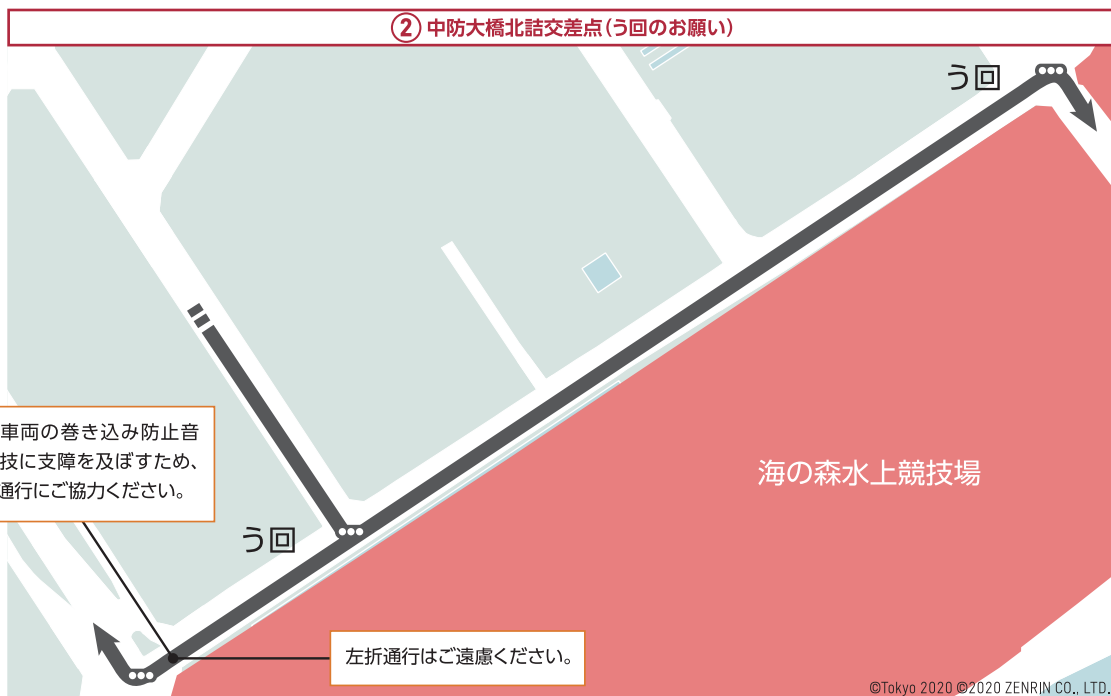 ② 中防大橋北詰交差点(う回のお願い)
う回
海の森水上競技場
車両の巻き込み防止音
技に支障を及ぼすため、
通行にご協力ください。
う回
左折通行はご遠慮ください。
©Tokyo 2020 ©2020 ZENRIN CO., LTD.